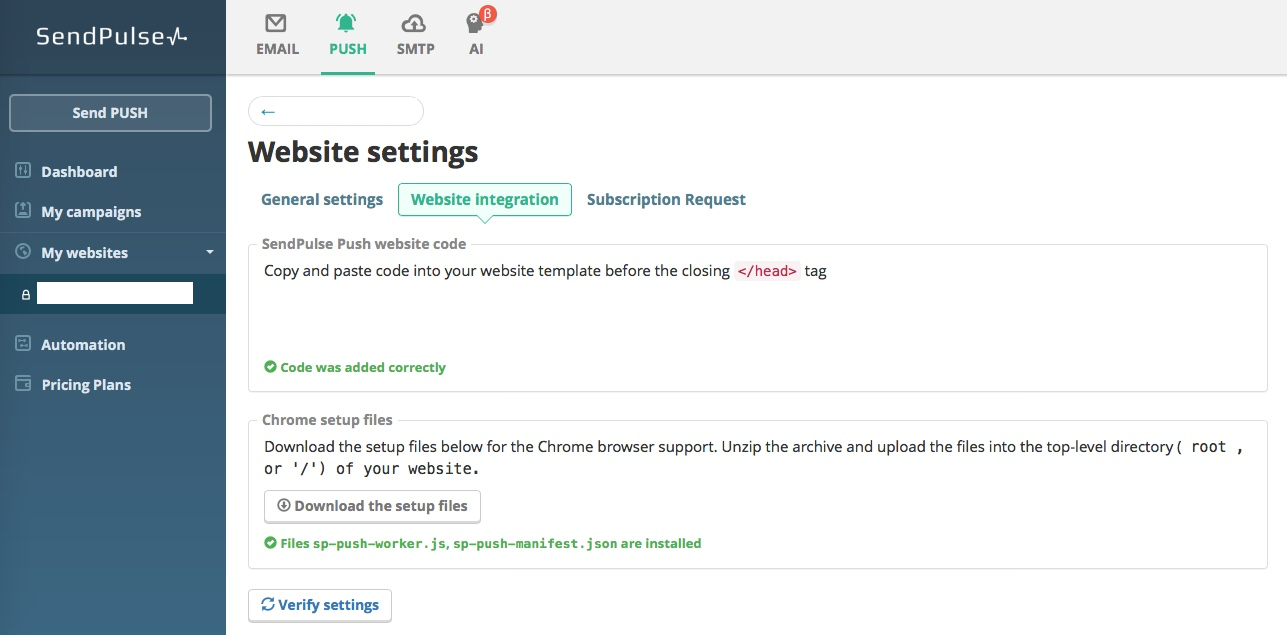 SendPulse
EMAIL
PUSH
SMTP
β
AI
Send PUSH
Dashboard
My campaigns
My websites
Automation
Pricing Plans
←
Website settings
General settings
Website integration
Subscription Request
SendPulse Push website code
Copy and paste code into your website template before the closing </head> tag
Code was added correctly
Chrome setup files
Download the setup files below for the Chrome browser support. Unzip the archive and upload the files into the top-level directory( root ,
or '/') of your website.
Download the setup files
Files sp-push-worker.js, sp-push-manifest.json are installed
Verify settings